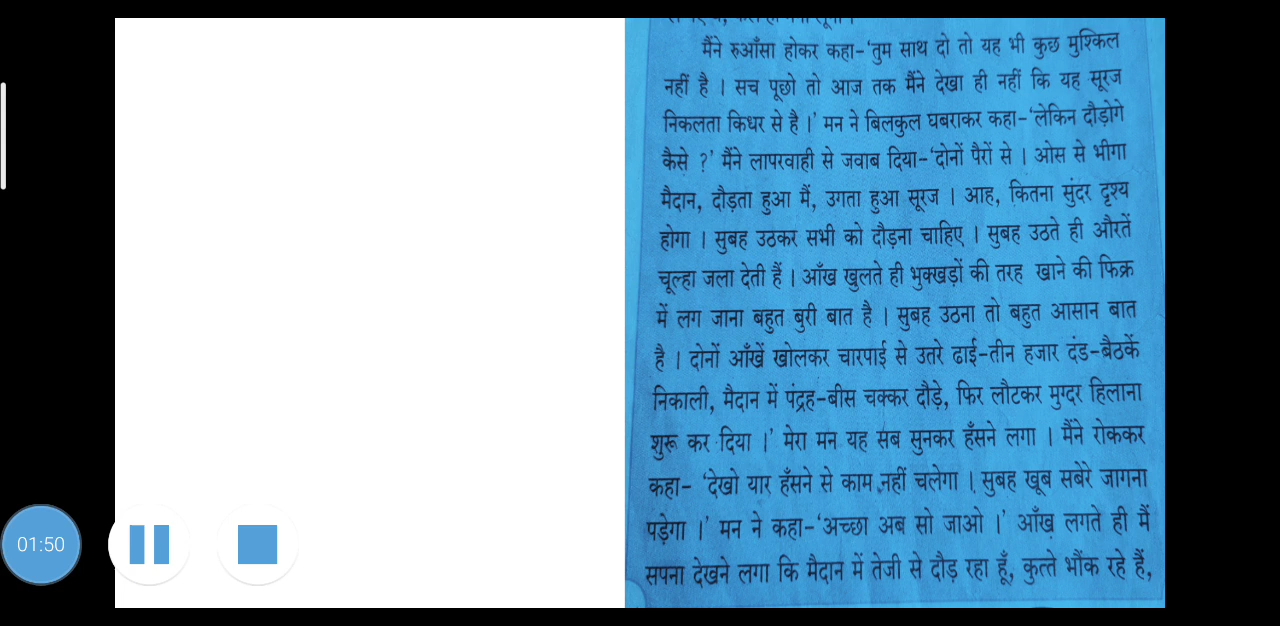 मैंने रुआँसा होकर कहा-‘तुम साथ दो तो यह भी कुछ मुश्किल
नहीं है । सच पूछो तो आज तक मैंने देखा ही नहीं कि यह सूरज
निकलता किधर से है ।’ मन ने बिलकुल घबराकर कहा-‘लेकिन दौड़ोगे
कैसे ?’ मैंने लापरवाही से जवाब दिया-‘दोनों पैरों से । ओस से भीगा
मैदान, दौड़ता हुआ मैं, उगता हुआ सूरज । आह, कितना सुंदर दृश्य
होगा । सुबह उठकर सभी को दौड़ना चाहिए । सुबह उठते ही औरतें
चूल्हा जला देती हैं । आँख खुलते ही भुक्खड़ों की तरह खाने की फिक्र
में लग जाना बहुत बुरी बात है । सुबह उठना तो बहुत आसान बात
है । दोनों आँखें खोलकर चारपाई से उतरे ढाई-तीन हजार दंड-बैठकें
निकाली, मैदान में पंद्रह-बीस चक्कर दौड़े, फिर लौटकर मुग्दर हिलाना
शुरू कर दिया ।’ मेरा मन यह सब सुनकर हँसने लगा । मैंने रोककर
कहा- ‘देखो यार हँसने से काम नहीं चलेगा । सुबह खूब सबेरे जागना
पड़ेगा ।’ मन ने कहा-‘अच्छा अब सो जाओ ।’ आँख लगते ही मैं
सपना देखने लगा कि मैदान में तेजी से दौड़ रहा हूँ, कुत्ते भौंक रहे हैं,
01:50